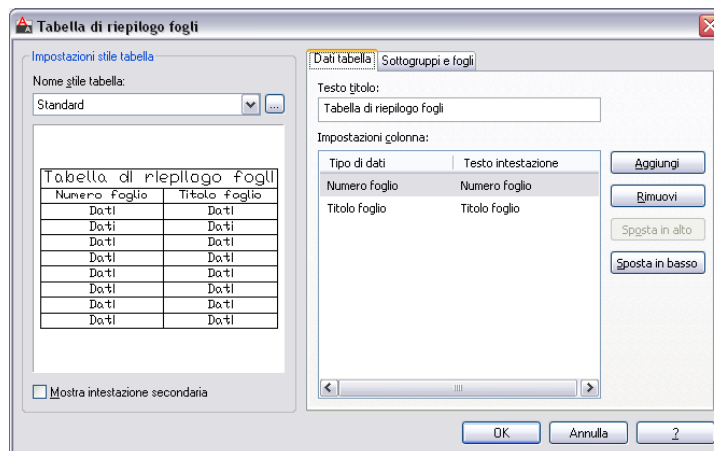 Tabella di riepilogo fogli
Impostazioni stile tabella
Nome stile tabella:
Standard
...
Tabella di riepilogo fogli
Numero foglio Titolo foglio
Dati Dati
Dati Dati
Dati Dati
Dati Dati
Dati Dati
Dati Dati
Dati Dati
Dati Dati
Mostra intestazione secondaria
Dati tabella Sottogruppi e fogli
Testo titolo:
Tabella di riepilogo fogli
Impostazioni colonna:
Tipo di dati Testo intestazione
Numero foglio Numero foglio
Titolo foglio Titolo foglio
Aggiungi
Rimuovi
Sposta in alto
Sposta in basso
OK Annulla ?